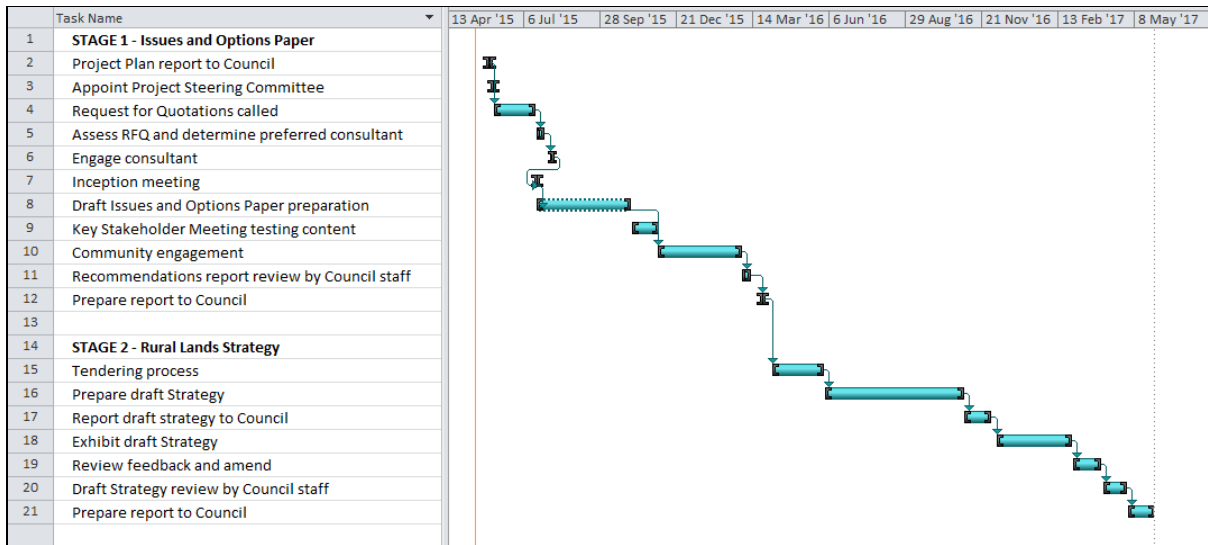 Task Name 13 Apr '15 6 Jul '15 28 Sep '15 21 Dec '15 14 Mar '16 6 Jun '16 29 Aug '16 21 Nov '16 13 Feb '17 8 May '17
1 STAGE 1 - Issues and Options Paper
2 Project Plan report to Council
3 Appoint Project Steering Committee
4 Request for Quotations called
5 Assess RFQ and determine preferred consultant
6 Engage consultant
7 Inception meeting
8 Draft Issues and Options Paper preparation
9 Key Stakeholder Meeting testing content
10 Community engagement
11 Recommendations report review by Council staff
12 Prepare report to Council
13
14 STAGE 2 - Rural Lands Strategy
15 Tendering process
16 Prepare draft Strategy
17 Report draft strategy to Council
18 Exhibit draft Strategy
19 Review feedback and amend
20 Draft Strategy review by Council staff
21 Prepare report to Council